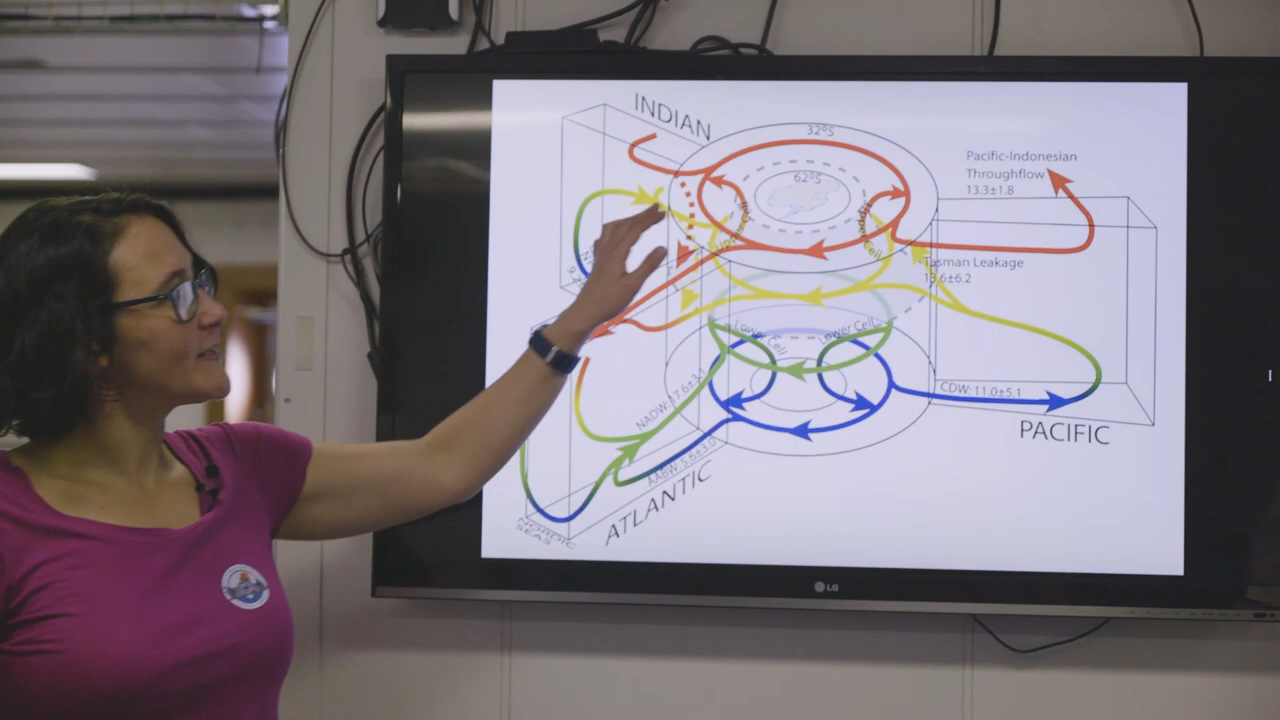 INDIAN
32ºS
62ºS
Pacific-Indonesian
Throughflow
13.3±1.8
Upper
Cell
Tasman Leakage
13.6±6.2
Lower Cell
Lower Cell
NADW: 17.6±3.1
CDW: 11.0±5.1
PACIFIC
AABW: 5.6±3.0
ATLANTIC
NORDIC
SEAS
LG